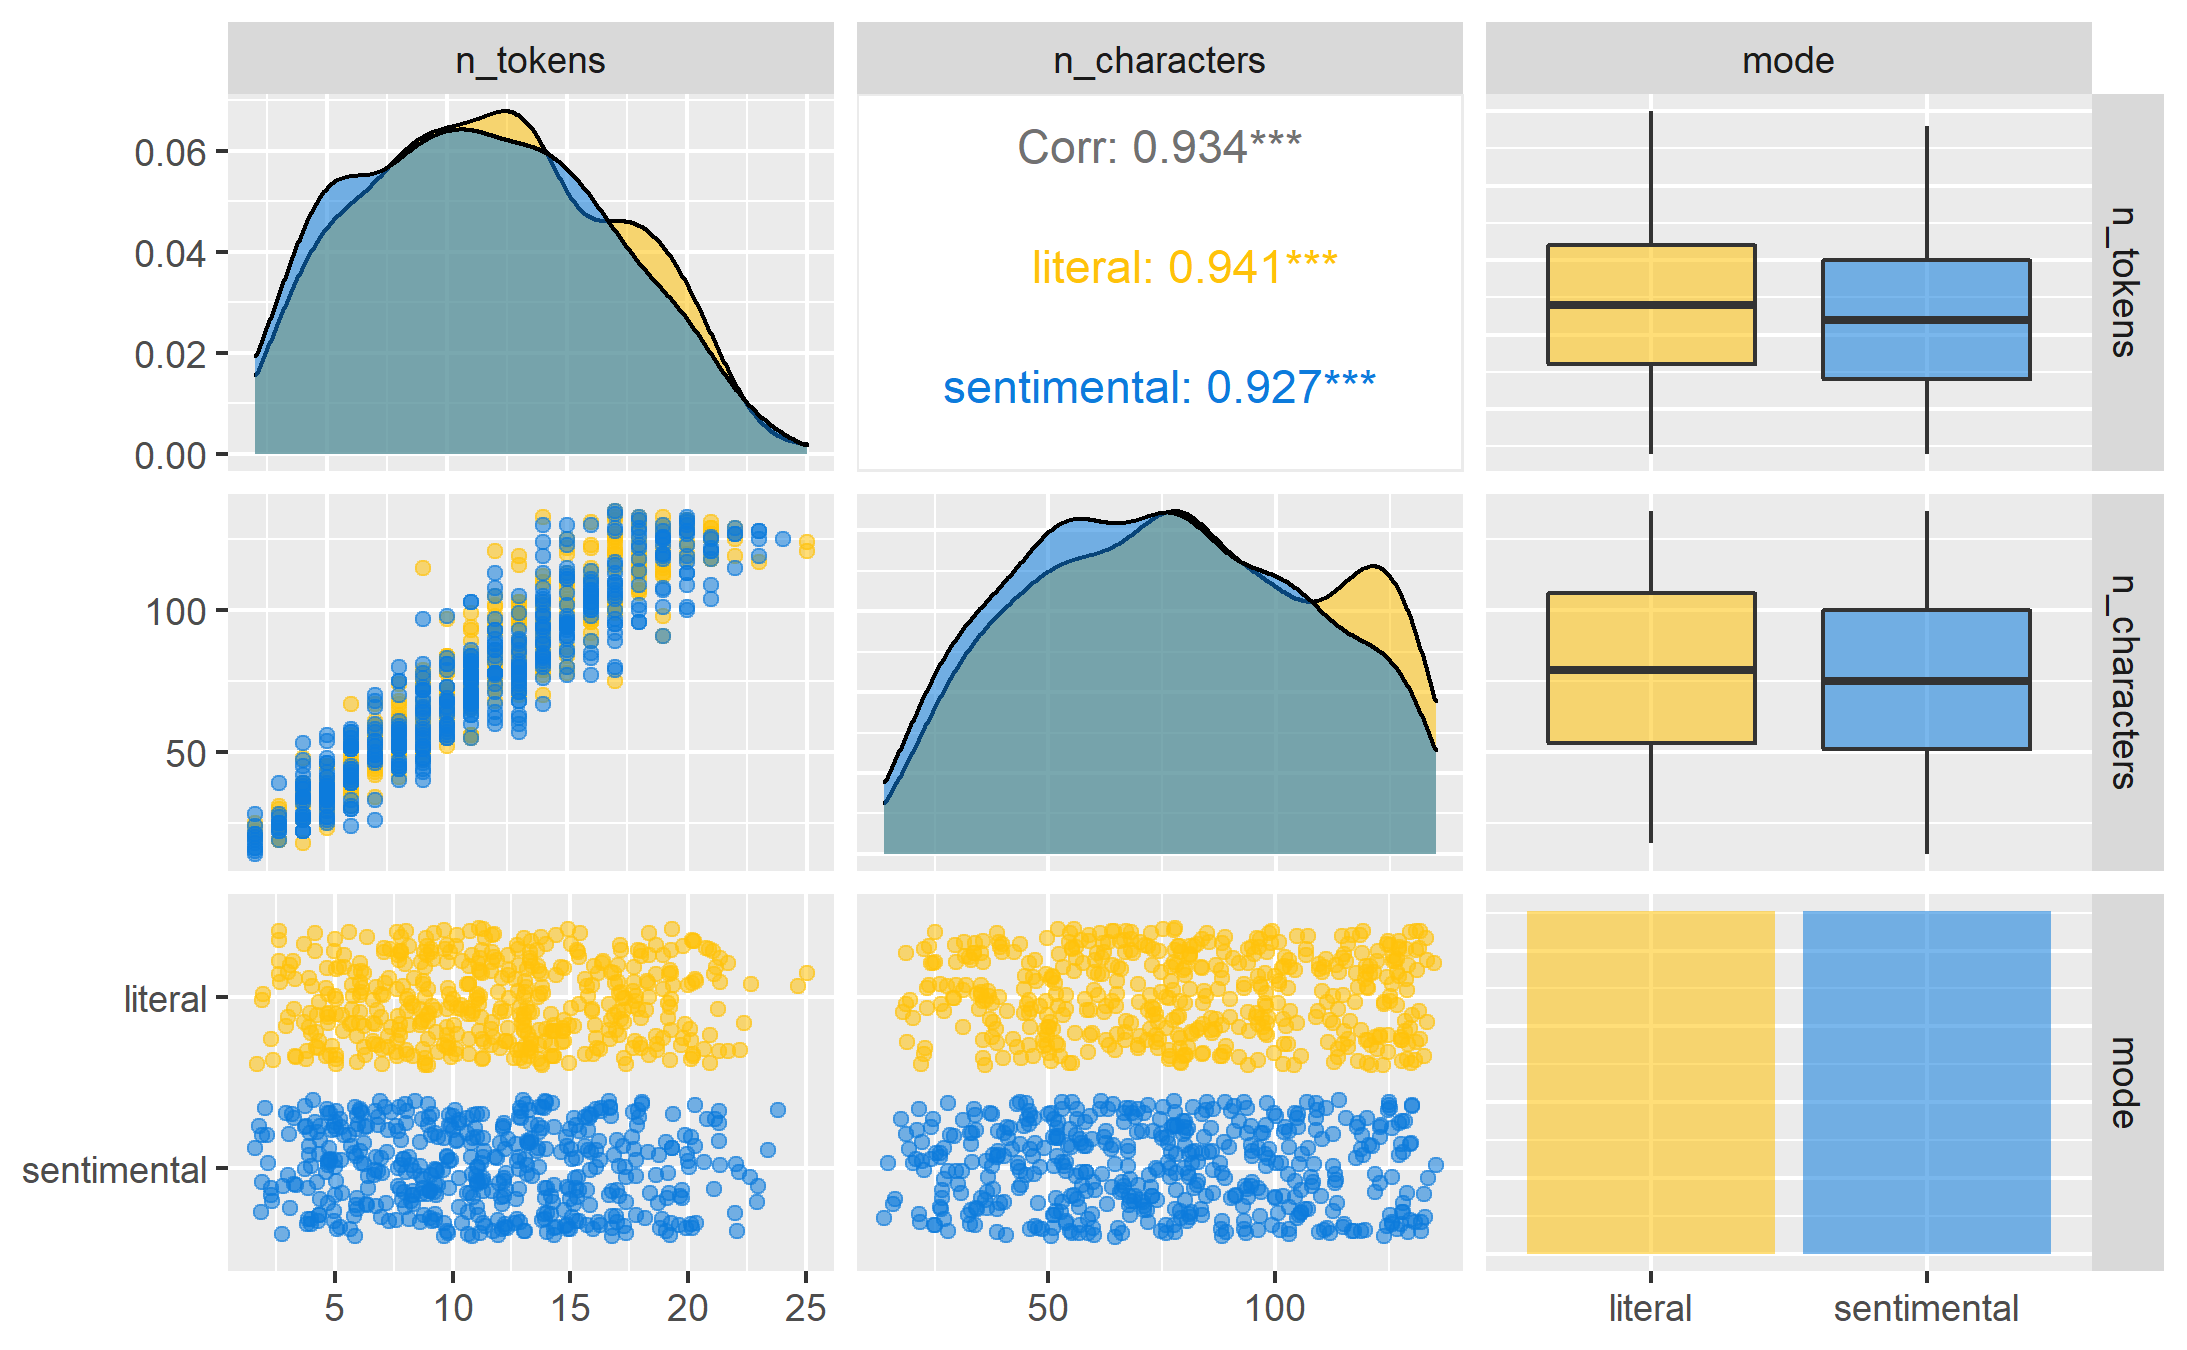 n_tokens
n_characters
mode
0.06
0.04
0.02
0.00
Corr: 0.934***
literal: 0.941***
sentimental: 0.927***
n_tokens
100
50
n_characters
literal
sentimental
mode
5
10
15
20
25
50
100
literal
sentimental